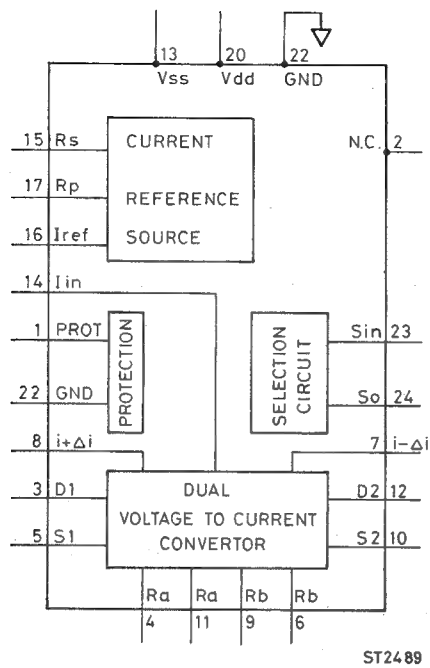 13 20 22
Vss Vdd GND
15 Rs CURRENT N.C. 2
17 Rp REFERENCE
16 Iref SOURCE
14 Iin
1 PROT PROTECTION SELECTION CIRCUIT Sin 23
22 GND So 24
8 i+Δi 7 i-Δi
3 D1 DUAL D2 12
VOLTAGE TO CURRENT
5 S1 CONVERTOR S2 10
Ra Ra Rb Rb
4 11 9 6
ST2489